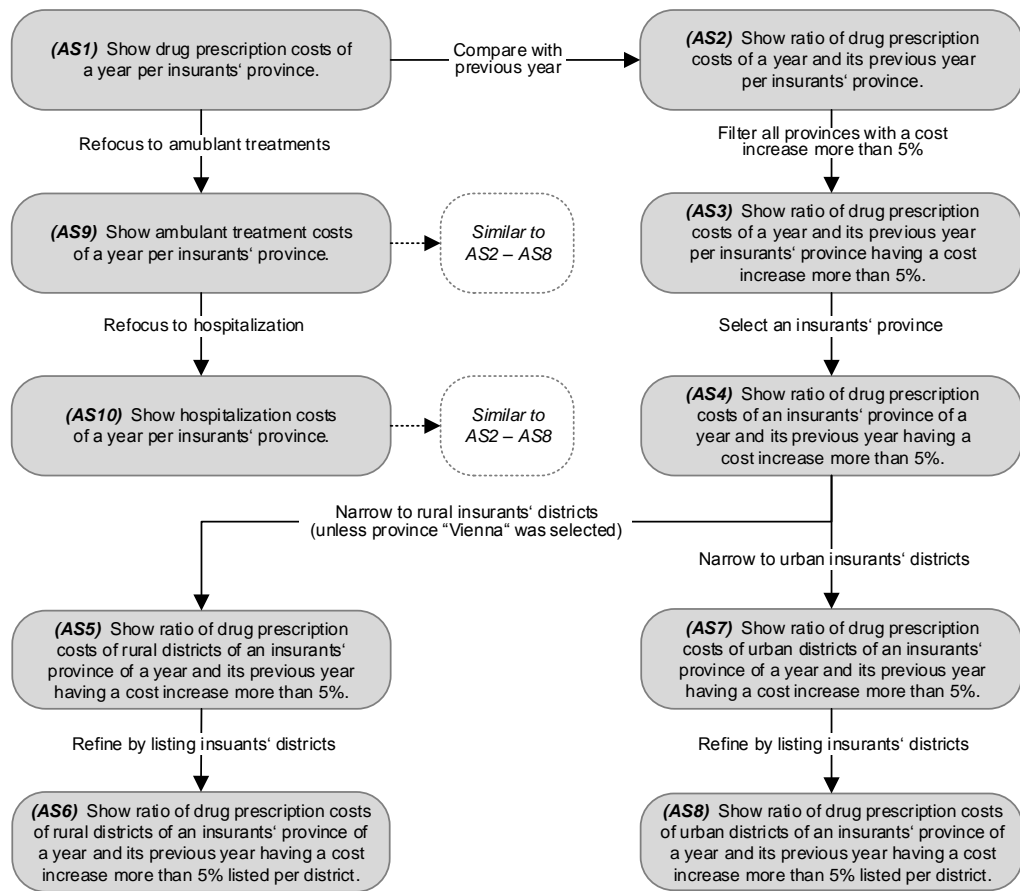 (AS1) Show drug prescription costs of
a year per insurants‘ province.
Compare with
previous year
(AS2) Show ratio of drug prescription
costs of a year and its previous year
per insurants‘ province.
Refocus to amublant treatments
Filter all provinces with a cost
increase more than 5%
(AS9) Show ambulant treatment costs
of a year per insurants‘ province.
Similar to
AS2 – AS8
(AS3) Show ratio of drug prescription
costs of a year and its previous year
per insurants‘ province having a cost
increase more than 5%.
Refocus to hospitalization
Select an insurants‘ province
(AS10) Show hospitalization costs
of a year per insurants‘ province.
Similar to
AS2 – AS8
(AS4) Show ratio of drug prescription
costs of an insurants‘ province of a
year and its previous year having a
cost increase more than 5%.
Narrow to rural insurants‘ districts
(unless province “Vienna“ was selected)
Narrow to urban insurants‘ districts
(AS5) Show ratio of drug prescription
costs of rural districts of an insurants‘
province of a year and its previous year
having a cost increase more than 5%.
(AS7) Show ratio of drug prescription
costs of urban districts of an insurants‘
province of a year and its previous year
having a cost increase more than 5%.
Refine by listing insuants‘ districts
Refine by listing insurants‘ districts
(AS6) Show ratio of drug prescription costs
of rural districts of an insurants‘ province of
a year and its previous year having a cost
increase more than 5% listed per district.
(AS8) Show ratio of drug prescription costs
of urban districts of an insurants‘ province of
a year and its previous year having a cost
increase more than 5% listed per district.